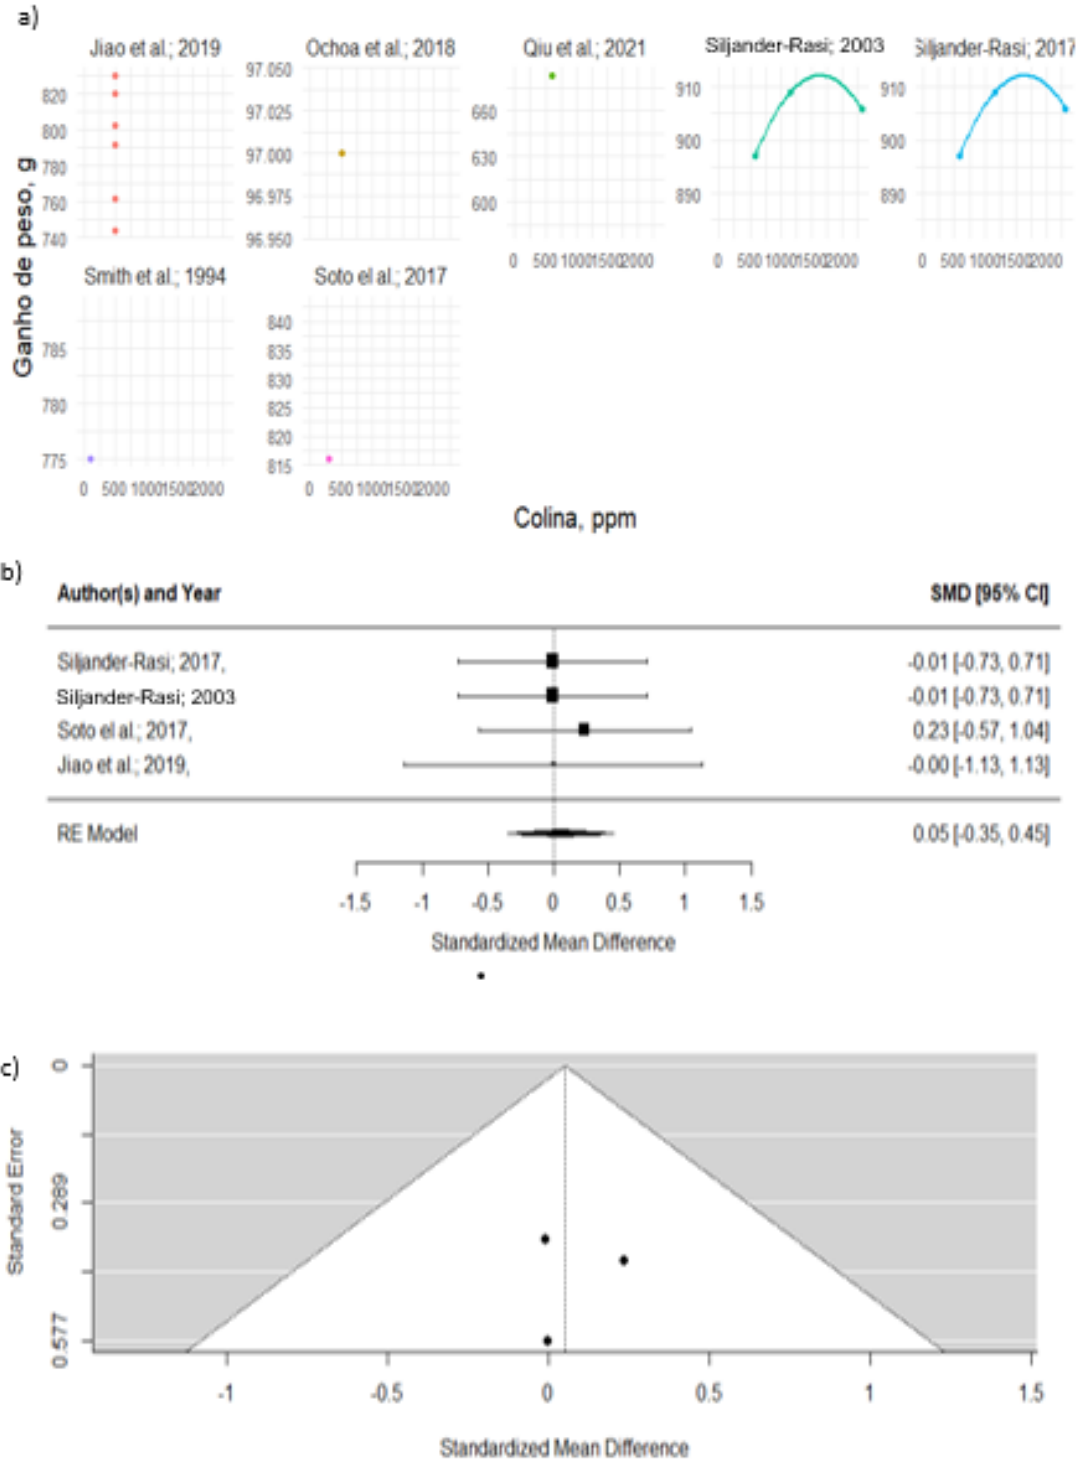 a)
Jiao et al.; 2019
Ochoa et al.; 2018
Qiu et al.; 2021
Siljander-Rasi; 2003
Siljander-Rasi; 2017
820
800
780
760
740
97.050
97.025
97.000
96.975
96.950
660
630
600
910
900
890
910
900
890
0 500 1000 1500 2000
0 500 1000 1500 2000
0 500 1000 1500 2000
Ganho de peso, g
Smith et al.; 1994
Soto el al.; 2017
785
780
775
840
835
830
825
820
815
0 500 1000 1500 2000
0 500 1000 1500 2000
Colina, ppm
b)
Author(s) and Year SMD [95% CI]
Siljander-Rasi; 2017, -0.01 [-0.73, 0.71]
Siljander-Rasi; 2003 -0.01 [-0.73, 0.71]
Soto el al.; 2017, 0.23 [-0.57, 1.04]
Jiao et al.; 2019, -0.00 [-1.13, 1.13]
RE Model 0.05 [-0.35, 0.45]
-1.5 -1 -0.5 0 0.5 1 1.5
Standardized Mean Difference
c)
Standard Error
0
0.289
0.577
-1 -0.5 0 0.5 1 1.5
Standardized Mean Difference